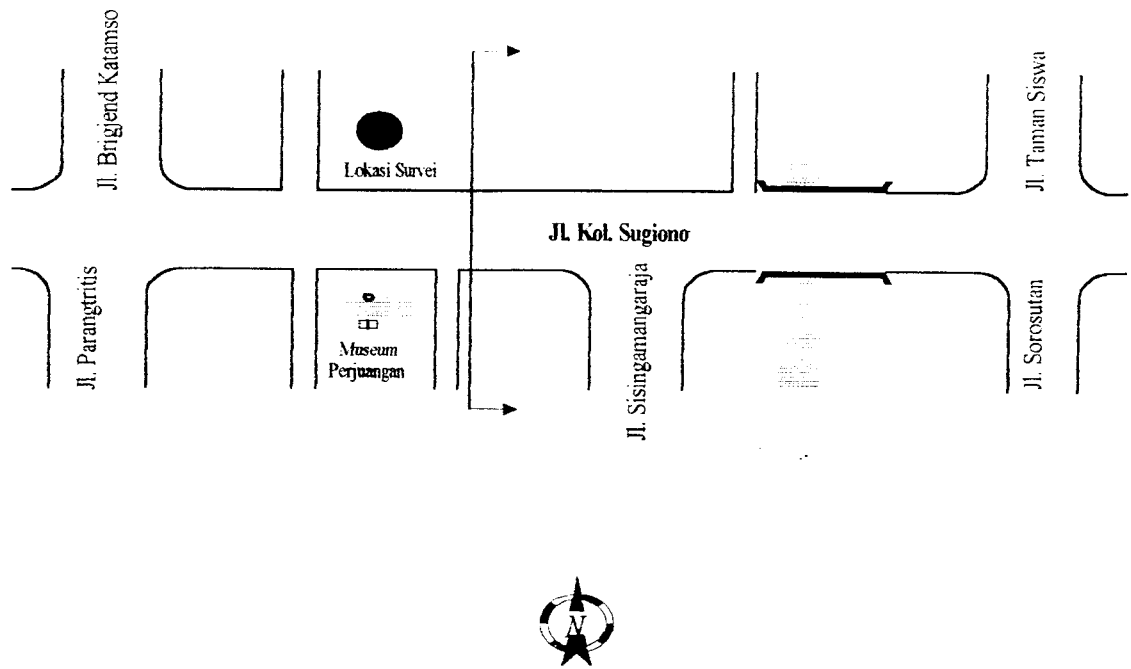 Jl. Brigjend Katamso
Jl. Taman Siswa
Lokasi Survei
Jl. Kol. Sugiono
Jl. Parangtritis
Museum
Perjuangan
Jl. Sisingamangaraja
Jl. Sorosutan
N